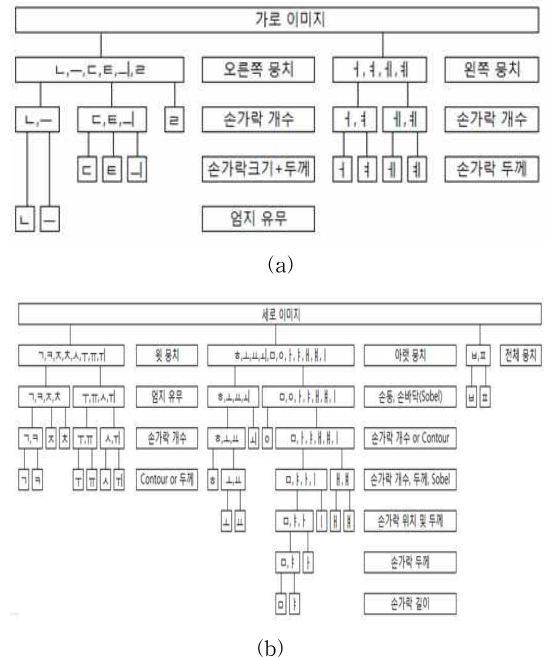 가로 이미지
ㄴ,ㅡ,ㄷ,ㅌ,ㅢ,ㄹ 오른쪽 뭉치 ㅓ,ㅕ,ㅔ,ㅖ 왼쪽 뭉치
ㄴ,ㅡ ㄷ,ㅌ,ㅢ ㄹ 손가락 개수 ㅓ,ㅕ ㅔ,ㅖ 손가락 개수
ㄷ ㅌ ㅢ 손가락크기+두께 ㅓ ㅕ ㅔ ㅖ 손가락 두께
ㄴ ㅡ 엄지 유무
(a)
세로 이미지
ㄱ,ㅋ,ㅈ,ㅊ,ㅅ,ㅜ,ㅠ,ㅟ 윗 뭉치 ㅎ,ㅗ,ㅛ,ㅚ,ㅁ,ㅇ,ㅏ,ㅑ,ㅐ,ㅒ,ㅣ 아랫 뭉치 ㅂ,ㅍ 전체 뭉치
ㄱ,ㅋ,ㅈ,ㅊ ㅜ,ㅠ,ㅅ,ㅟ 엄지 유무 ㅎ,ㅗ,ㅛ,ㅚ ㅁ,ㅇ,ㅏ,ㅑ,ㅐ,ㅒ,ㅣ 손등, 손바닥(Sobel) ㅂ ㅍ
ㄱ,ㅋ ㅈ ㅊ ㅜ,ㅠ ㅅ,ㅟ 손가락 개수 ㅎ,ㅗ,ㅛ ㅚ ㅇ ㅁ,ㅏ,ㅑ,ㅐ,ㅒ,ㅣ 손가락 개수 or Contour
ㄱ ㅋ ㅜ ㅠ ㅅ ㅟ Contour or 두께 ㅎ ㅗ,ㅛ ㅁ,ㅑ,ㅏ,ㅣ ㅐ,ㅒ 손가락 개수, 두께, Sobel
ㅗ ㅛ ㅁ,ㅑ,ㅏ ㅣ ㅐ ㅒ 손가락 위치 및 두께
ㅁ,ㅑ ㅏ 손가락 두께
ㅁ ㅑ 손가락 길이
(b)